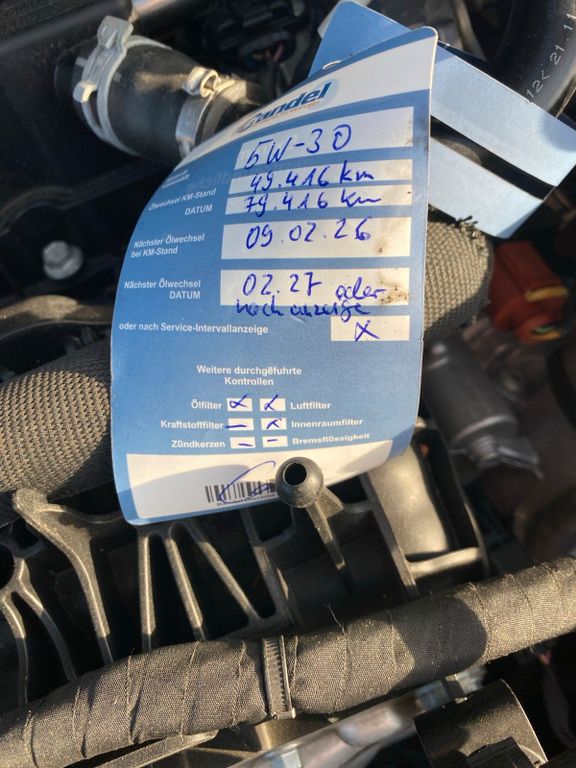 5W-30
Ölwechsel KM-Stand 49.416 km
DATUM 79.416 km
Nächster Ölwechsel
bei KM-Stand 09.02.26
Nächster Ölwechsel 02.27 oder
DATUM nach anzeige
oder nach Service-Intervallanzeige X
Weitere durchgeführte
Kontrollen
Ölfilter X X Luftfilter
Kraftstofffilter – X Innenraumfilter
Zündkerzen – – Bremsflüssigkeit